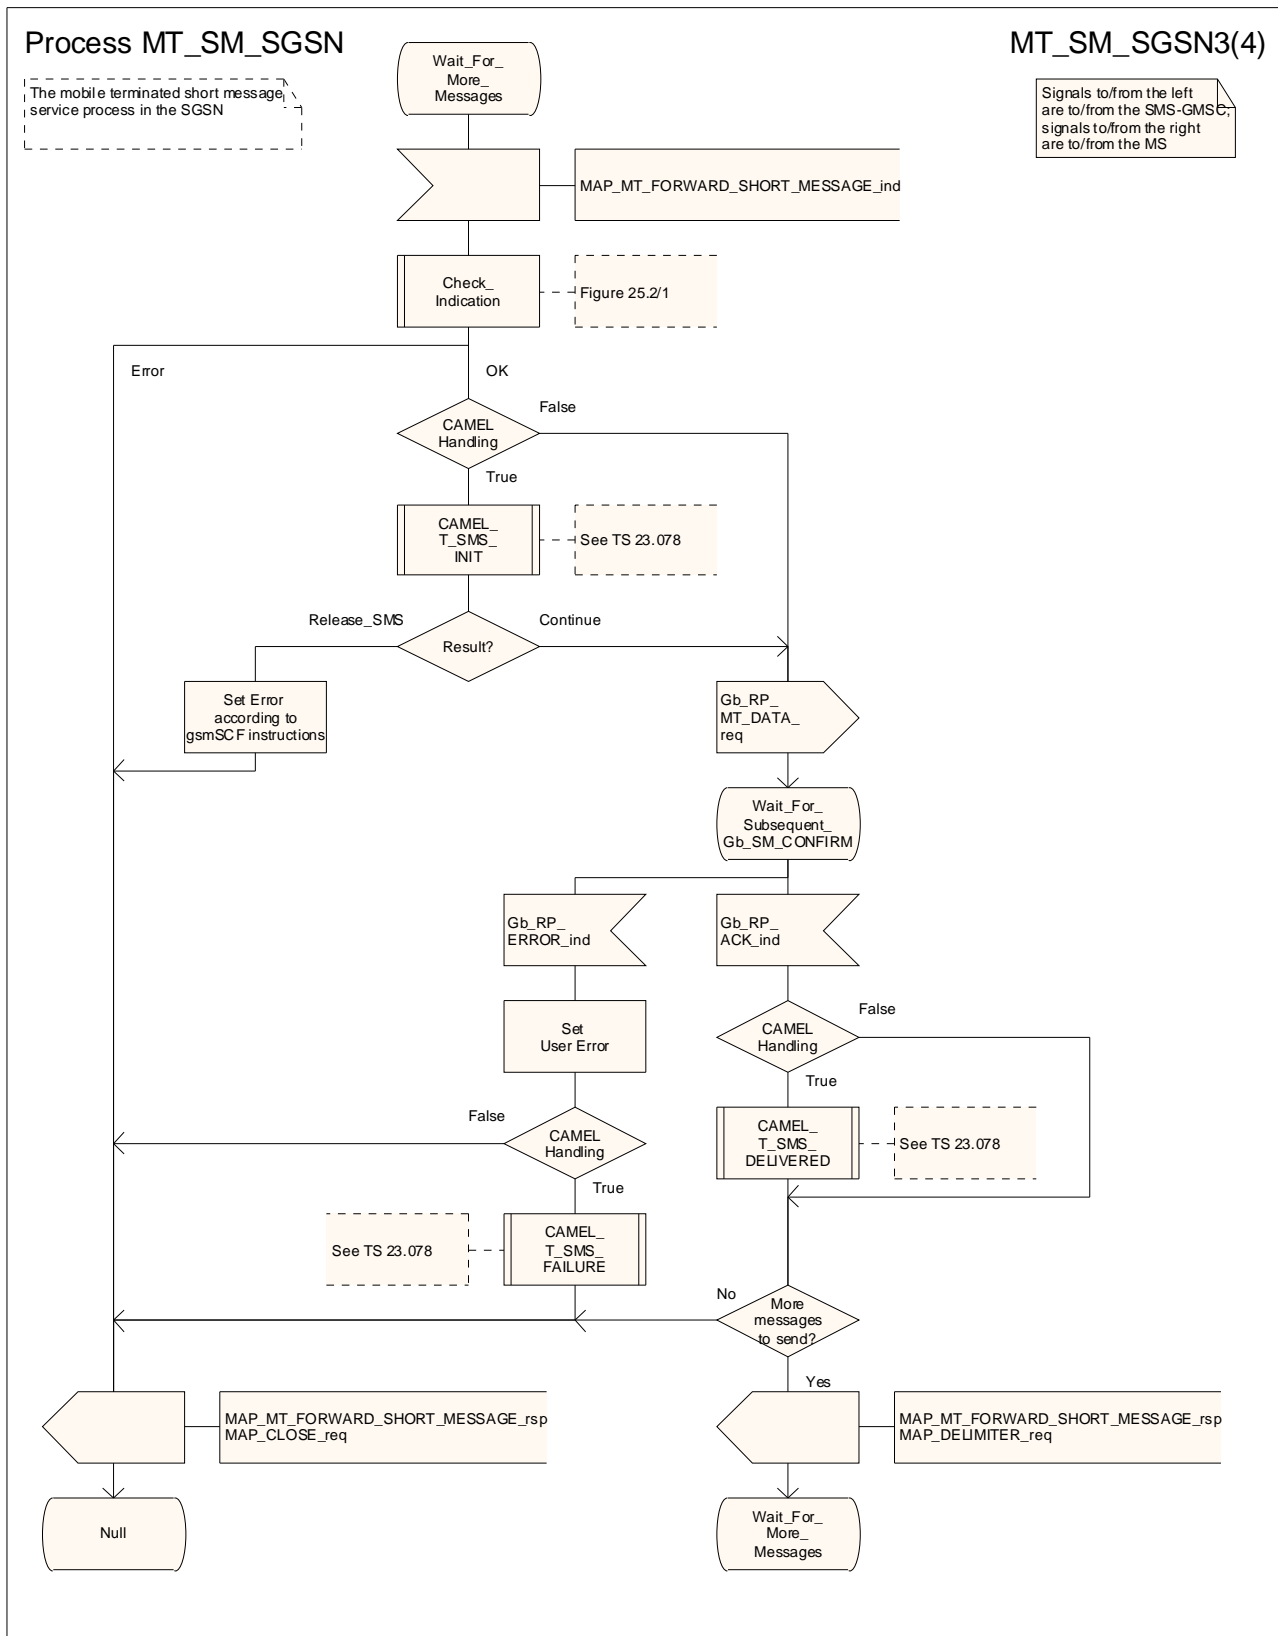 Process MT_SM_SGSN
MT_SM_SGSN3(4)
The mobile terminated short message
service process in the SGSN
Wait_For_
More_
Messages
Signals to/from the left
are to/from the SMS-GMSC;
signals to/from the right
are to/from the MS
MAP_MT_FORWARD_SHORT_MESSAGE_ind
Check_
Indication
Figure 25.2/1
Error
OK
CAMEL
Handling
False
True
CAMEL_
T_SMS_
INIT
See TS 23.078
Release_SMS
Result?
Continue
Set Error
according to
gsmSCF instructions
Gb_RP_
MT_DATA_
req
Wait_For_
Subsequent_
Gb_SM_CONFIRM
Gb_RP_
ERROR_ind
Gb_RP_
ACK_ind
Set
User Error
CAMEL
Handling
False
True
False
CAMEL
Handling
True
CAMEL_
T_SMS_
DELIVERED
See TS 23.078
See TS 23.078
CAMEL_
T_SMS_
FAILURE
No
More
messages
to send?
Yes
MAP_MT_FORWARD_SHORT_MESSAGE_rsp
MAP_CLOSE_req
MAP_MT_FORWARD_SHORT_MESSAGE_rsp
MAP_DELIMITER_req
Null
Wait_For_
More_
Messages